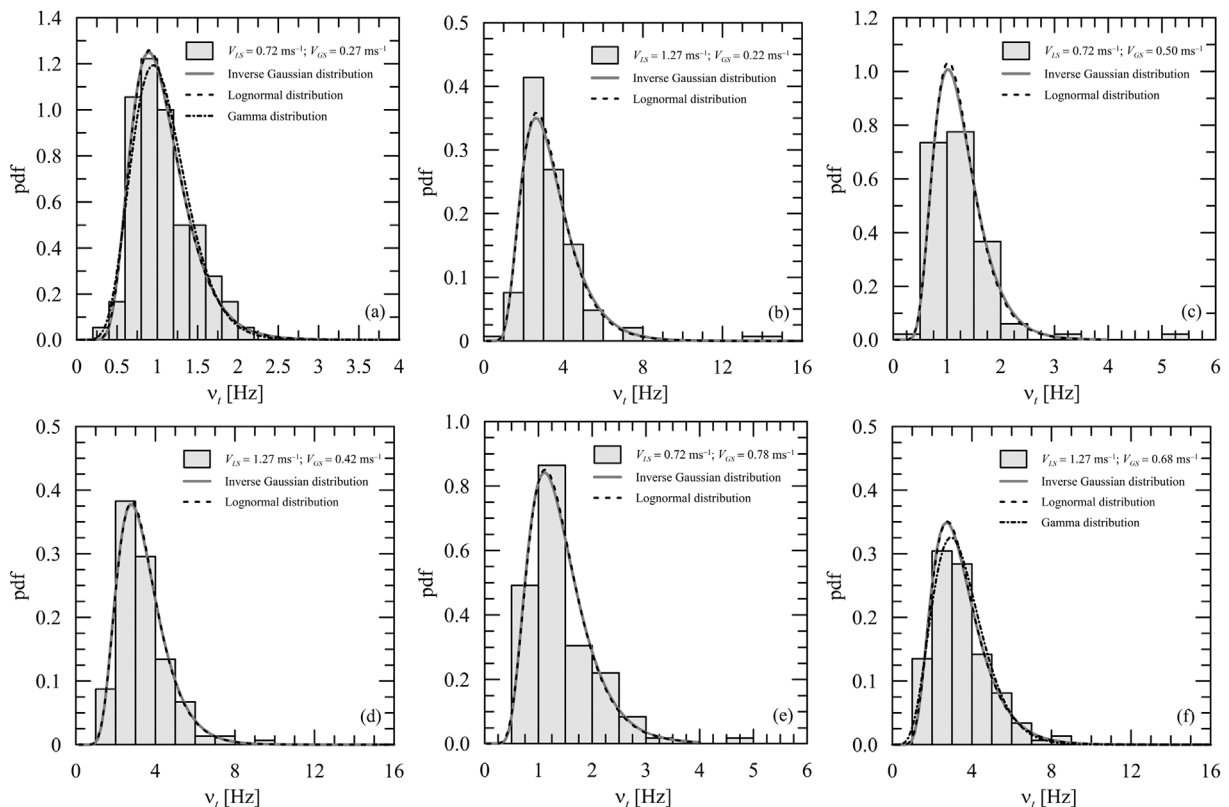 1.4
1.2
1.0
0.8
0.6
0.4
0.2
0.0
pdf
V_LS = 0.72 ms⁻¹; V_GS = 0.27 ms⁻¹
Inverse Gaussian distribution
Lognormal distribution
Gamma distribution
(a)
0 0.5 1 1.5 2 2.5 3 3.5 4
ν_t [Hz]
0.5
0.4
0.3
0.2
0.1
0
pdf
V_LS = 1.27 ms⁻¹; V_GS = 0.22 ms⁻¹
Inverse Gaussian distribution
Lognormal distribution
(b)
0 4 8 12 16
ν_t [Hz]
1.2
1.0
0.8
0.6
0.4
0.2
0.0
pdf
V_LS = 0.72 ms⁻¹; V_GS = 0.50 ms⁻¹
Inverse Gaussian distribution
Lognormal distribution
(c)
0 1 2 3 4 5 6
ν_t [Hz]
0.5
0.4
0.3
0.2
0.1
0
pdf
V_LS = 1.27 ms⁻¹; V_GS = 0.42 ms⁻¹
Inverse Gaussian distribution
Lognormal distribution
(d)
0 4 8 12 16
ν_t [Hz]
1.0
0.8
0.6
0.4
0.2
0.0
pdf
V_LS = 0.72 ms⁻¹; V_GS = 0.78 ms⁻¹
Inverse Gaussian distribution
Lognormal distribution
(e)
0 1 2 3 4 5 6
ν_t [Hz]
0.5
0.4
0.3
0.2
0.1
0.0
pdf
V_LS = 1.27 ms⁻¹; V_GS = 0.68 ms⁻¹
Inverse Gaussian distribution
Lognormal distribution
Gamma distribution
(f)
0 4 8 12 16
ν_t [Hz]